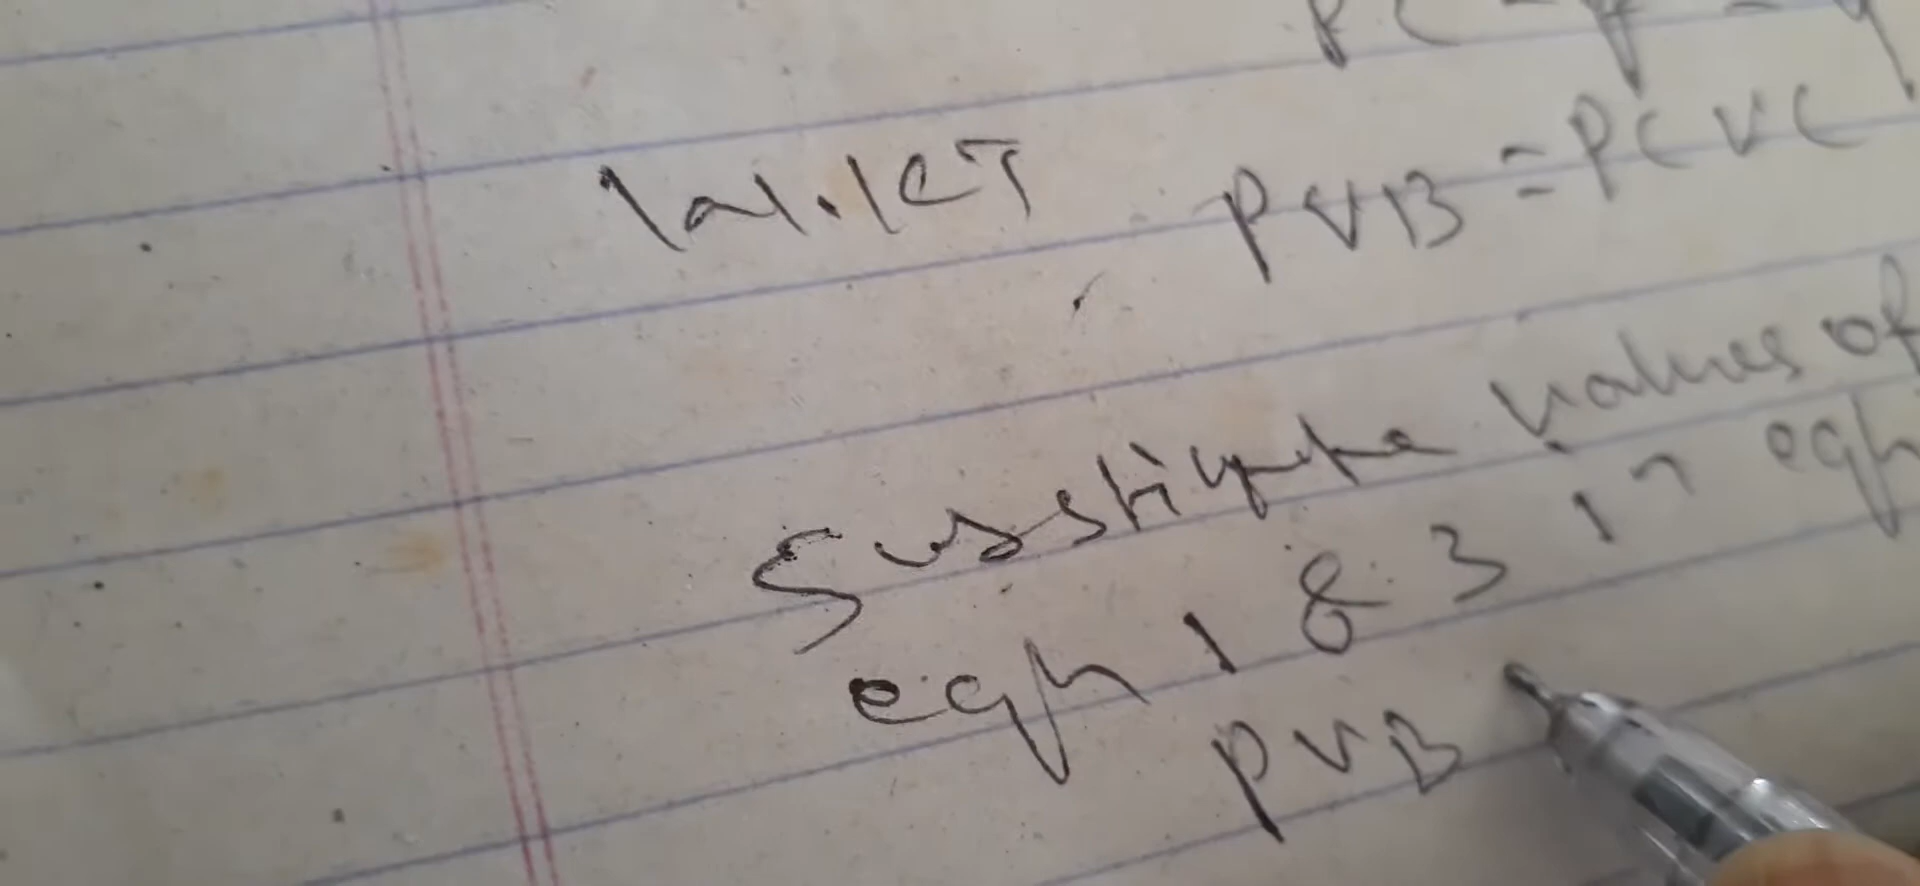 W.K.T PVB = PCVC
Substitute values of
eqn 1 & 3 in eqn
PVB